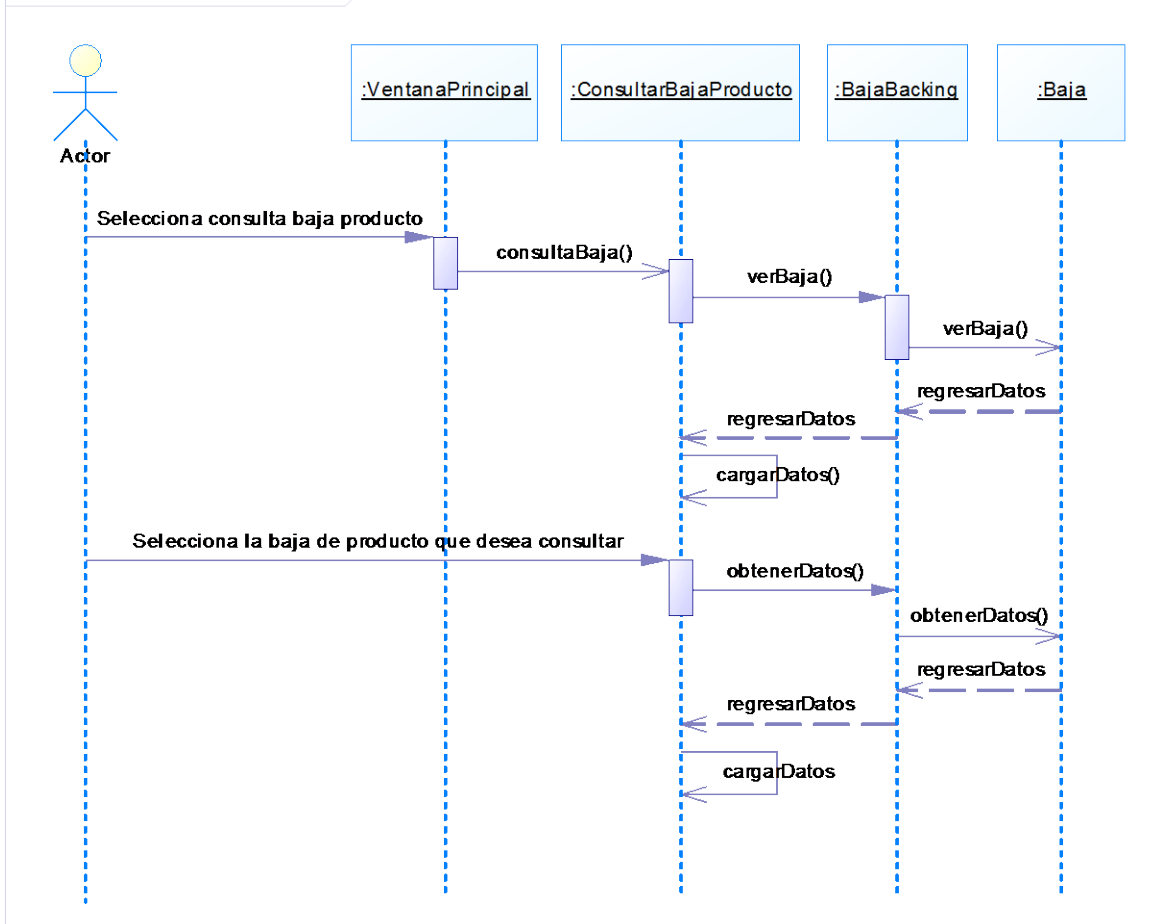 :VentanaPrincipal
:ConsultarBajaProducto
:BajaBacking
:Baja
Actor
Selecciona consulta baja producto
consultaBaja()
verBaja()
verBaja()
regresarDatos
regresarDatos
cargarDatos()
Selecciona la baja de producto que desea consultar
obtenerDatos()
obtenerDatos()
regresarDatos
regresarDatos
cargarDatos